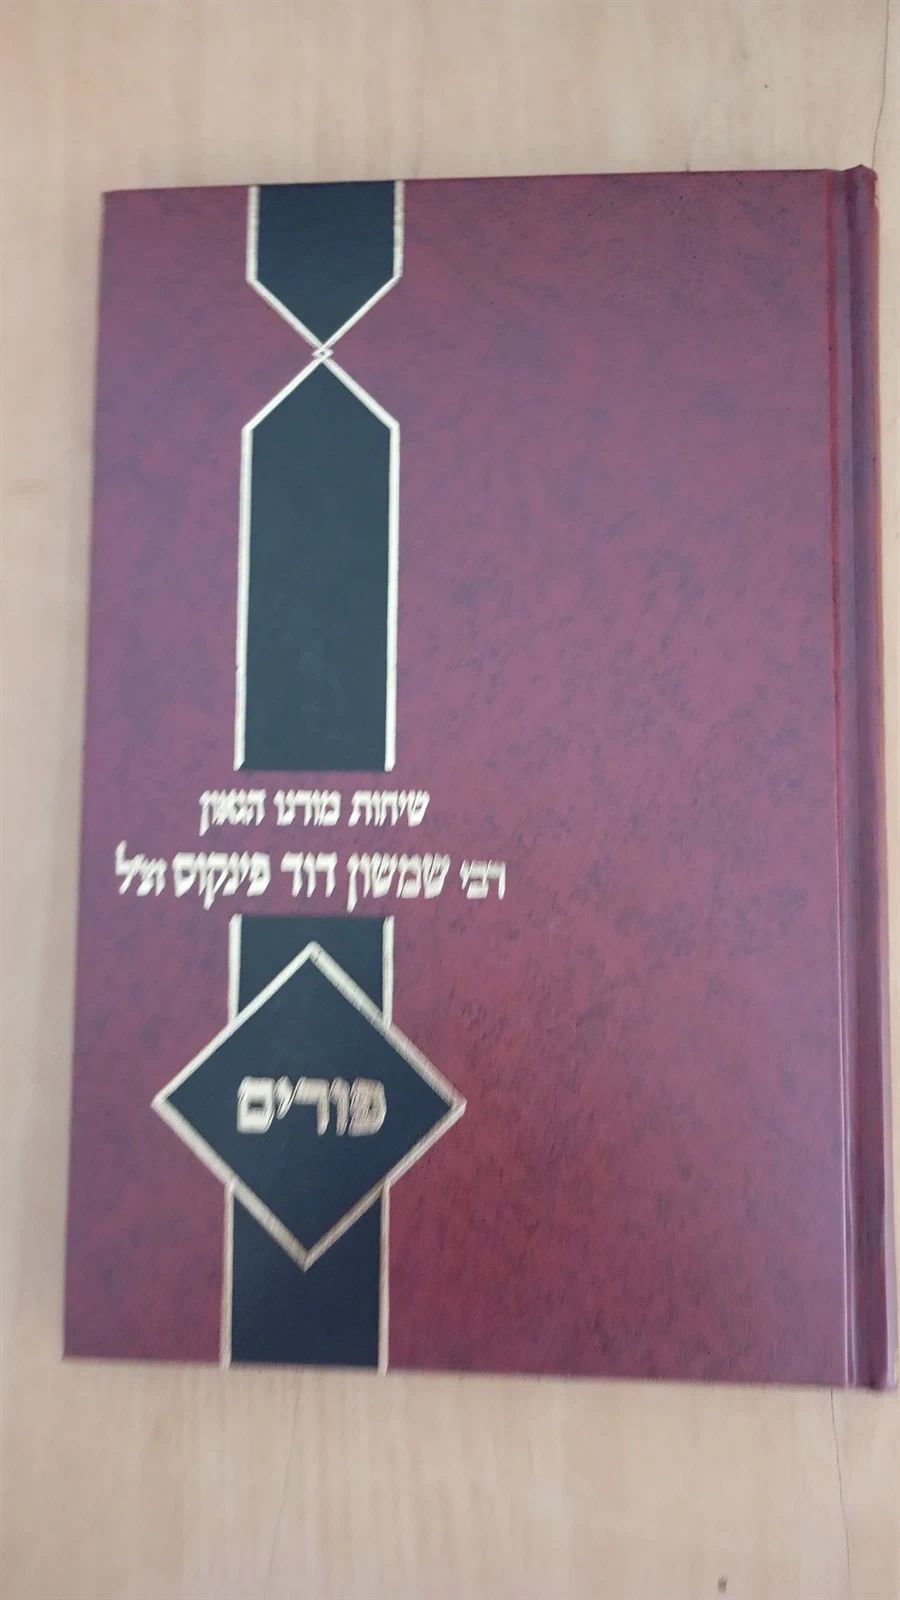 שיחות מורנו הגאון
רבי שמשון דוד פינקוס זצ"ל
פורים